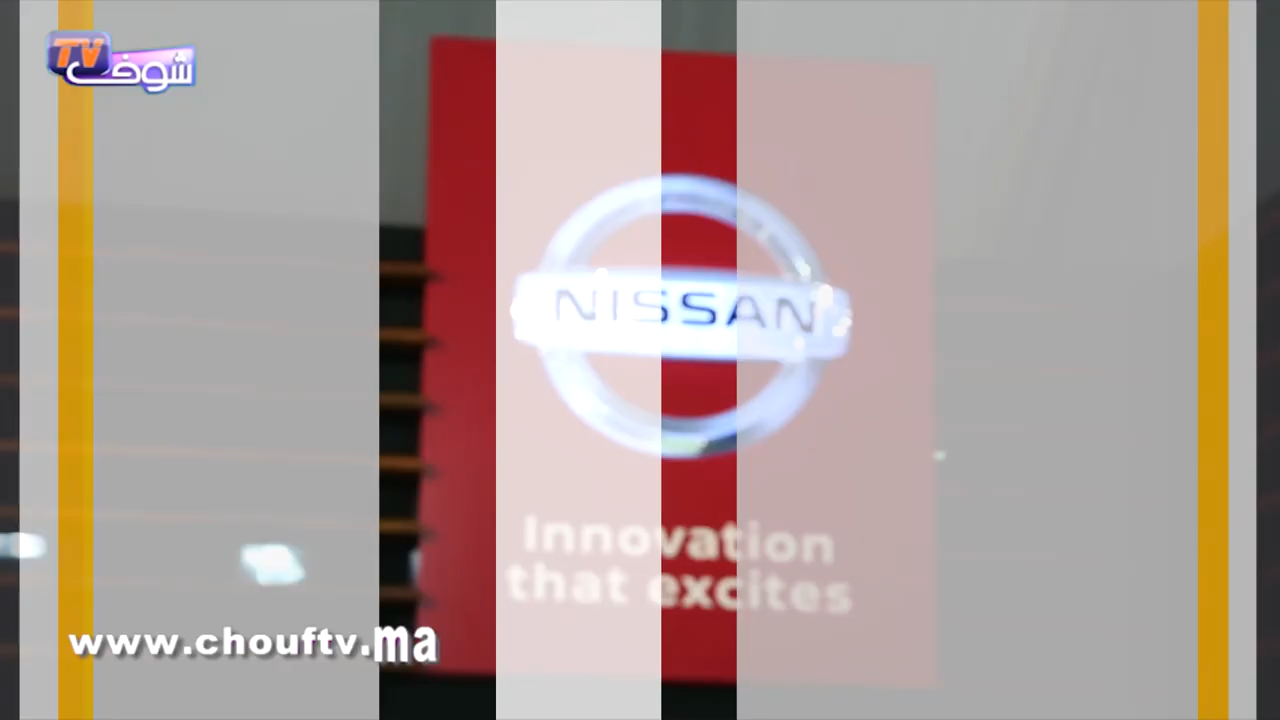 TV شوف
NISSAN
Innovation
that excites
www.chouftv.ma